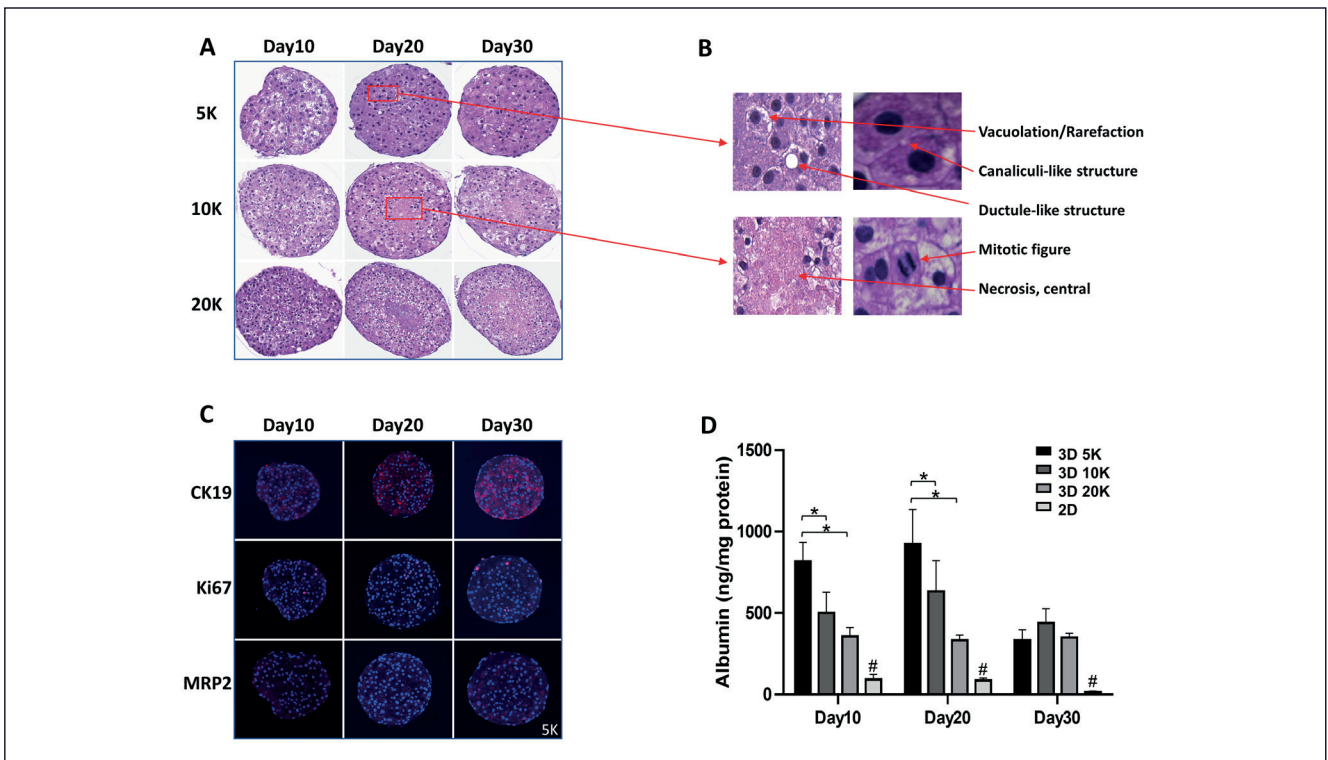 A
Day10 Day20 Day30
5K
10K
20K
B
Vacuolation/Rarefaction
Canaliculi-like structure
Ductule-like structure
Mitotic figure
Necrosis, central
C
Day10 Day20 Day30
CK19
Ki67
MRP2
5K
D
Albumin (ng/mg protein)
1500
1000
500
0
3D 5K
3D 10K
3D 20K
2D
* * #
* * #
#
Day10 Day20 Day30